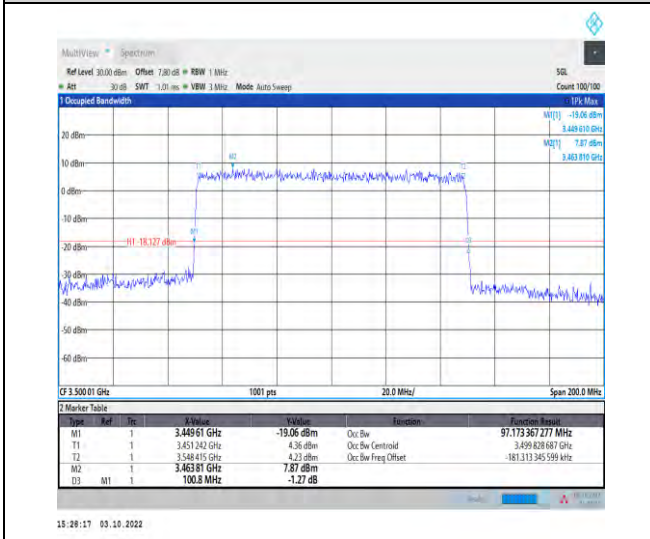 MultiView Spectrum
Ref Level 30.00 dBm Offset 7.80 dB RBW 1 MHz SGL
Att 30 dB SWT 1.01 ms VBW 3 MHz Mode Auto Sweep Count 100/100
1 Occupied Bandwidth 1Pk Max
M1[1] -19.06 dBm
3.449 610 GHz
M2[1] 7.87 dBm
3.463 810 GHz
20 dBm
10 dBm
0 dBm
-10 dBm
-20 dBm
-30 dBm
-40 dBm
-50 dBm
-60 dBm
T1
M2
T2
M1
H1 -18.127 dBm
D3
CF 3.500 01 GHz 1001 pts 20.0 MHz/ Span 200.0 MHz
2 Marker Table
Type Ref Trc X-Value Y-Value Function Function Result
M1 1 3.449 61 GHz -19.06 dBm Occ Bw 97.173 367 277 MHz
T1 1 3.451 242 GHz 4.36 dBm Occ Bw Centroid 3.499 828 687 GHz
T2 1 3.548 415 GHz 4.23 dBm Occ Bw Freq Offset -181.313 345 599 kHz
M2 1 3.463 81 GHz 7.87 dBm
D3 M1 1 100.8 MHz -1.27 dB
15:26:17 03.10.2022